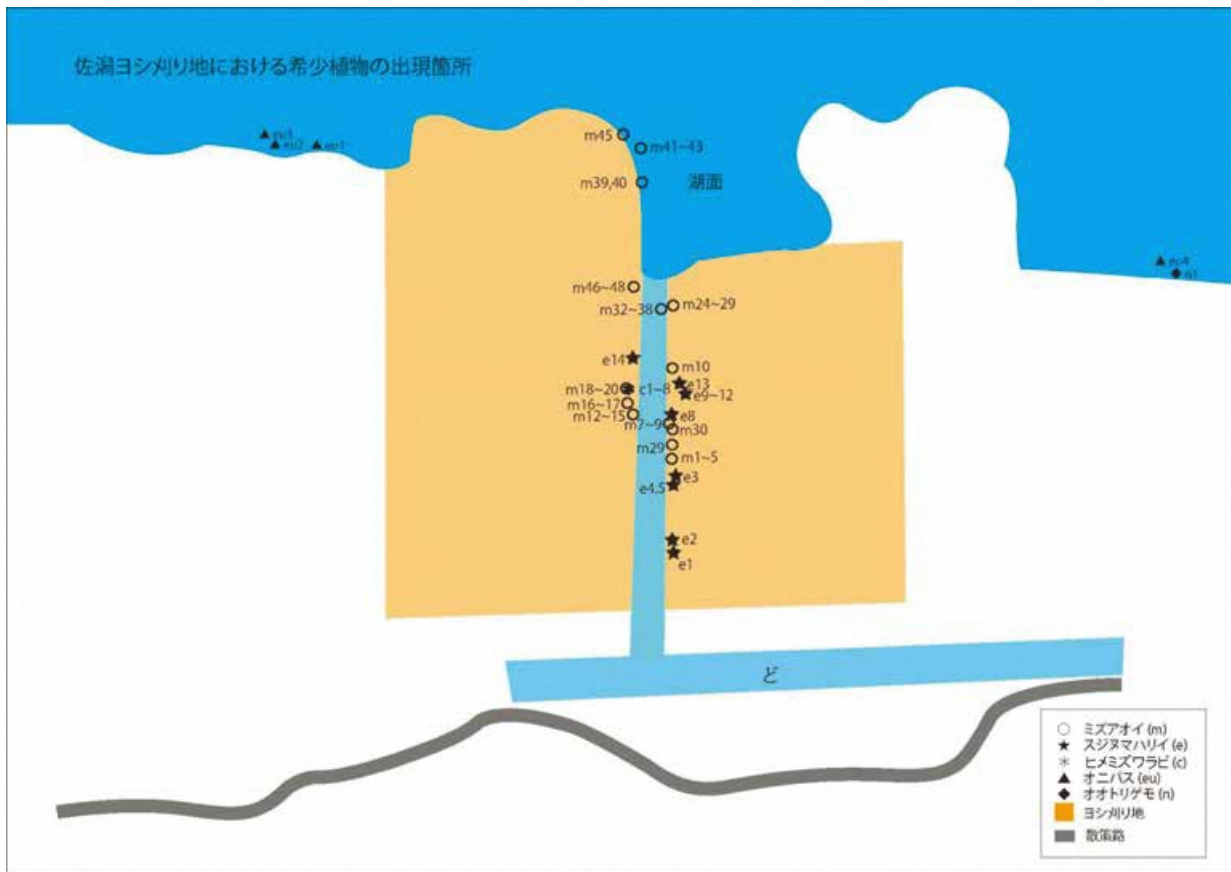 佐潟ヨシ刈り地における希少植物の出現箇所
m45
m41~43
eu3
eu2
eu1
m39,40
湖面
eu4
n1
m46~48
m24~29
m32~38
e14
m10
m18~20
c1~8
e13
e9~12
m16~17
m12~15
e8
m7~9
m30
m29
m1~5
e3
e4,5
e2
e1
ど
ミズアオイ(m)
スジヌマハリイ(e)
ヒメミズワラビ(c)
オニバス(eu)
オオトリゲモ(n)
ヨシ刈り地
散策路